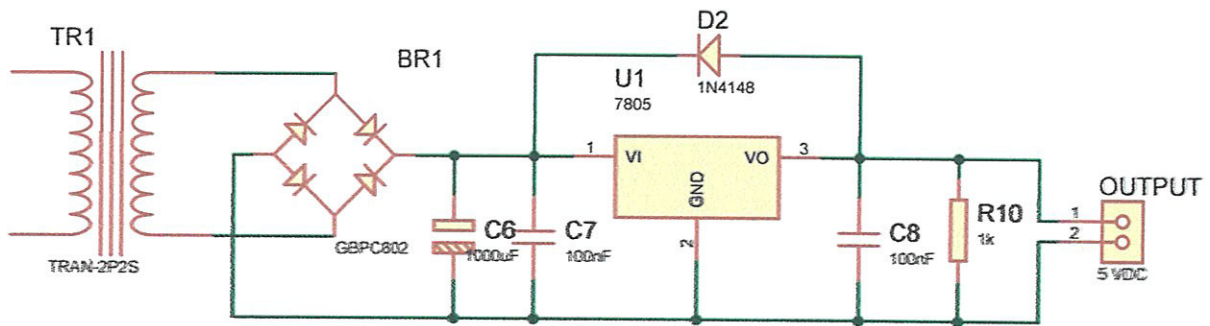 TR1
TRAN-2P2S
BR1
GBPC602
C6
1000uF
C7
100nF
U1
7805
1
VI
VO
3
GND
2
D2
1N4148
C8
100nF
R10
1k
OUTPUT
1
2
5 VDC